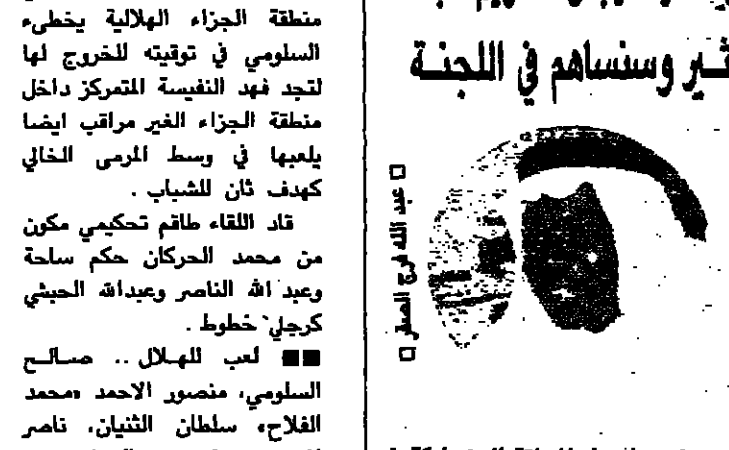 منطقة الجزاء الهلالية يخطىء
السلومي في توقيته للخروج لها
لتجد فهد النفيسة المتمركز داخل
منطقة الجزاء الغير مراقب ايضا
يلعبها في وسط المرمى الخالي
كهدف ثان للشباب .
قاد اللقاء طاقم تحكيمي مكون
من محمد الحركان حكم ساحة
وعبد الله الناصر وعبدالله الحبشي
كرجلي خطوط .
■■ لعب للهلال .. صالح
السلومي، منصور الاحمد «محمد
الفلاح» سلطان الثنيان، ناصر
وسنساهم في اللجنة
□ عبد الله فرج الصقر □